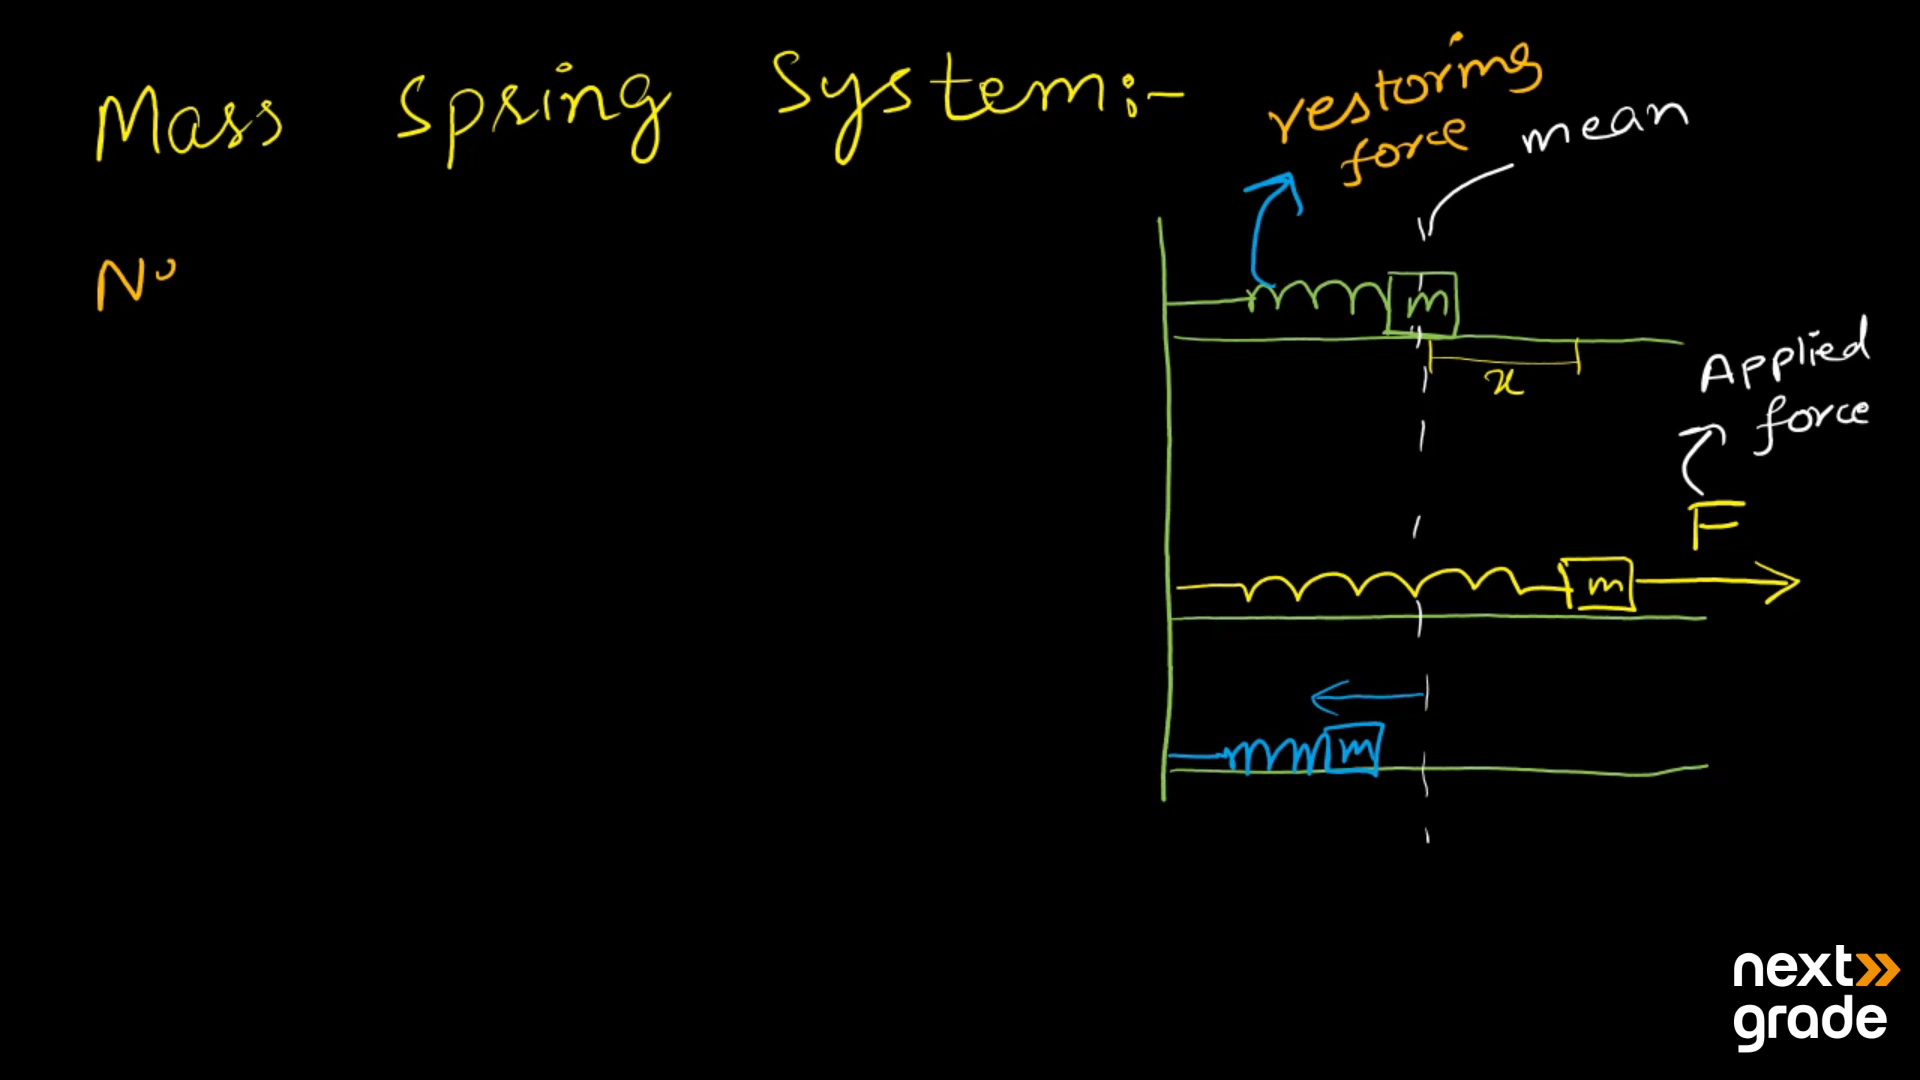 Mass Spring System:-
restoring
force
mean
m
x
Applied
force
F
m
m
next
grade